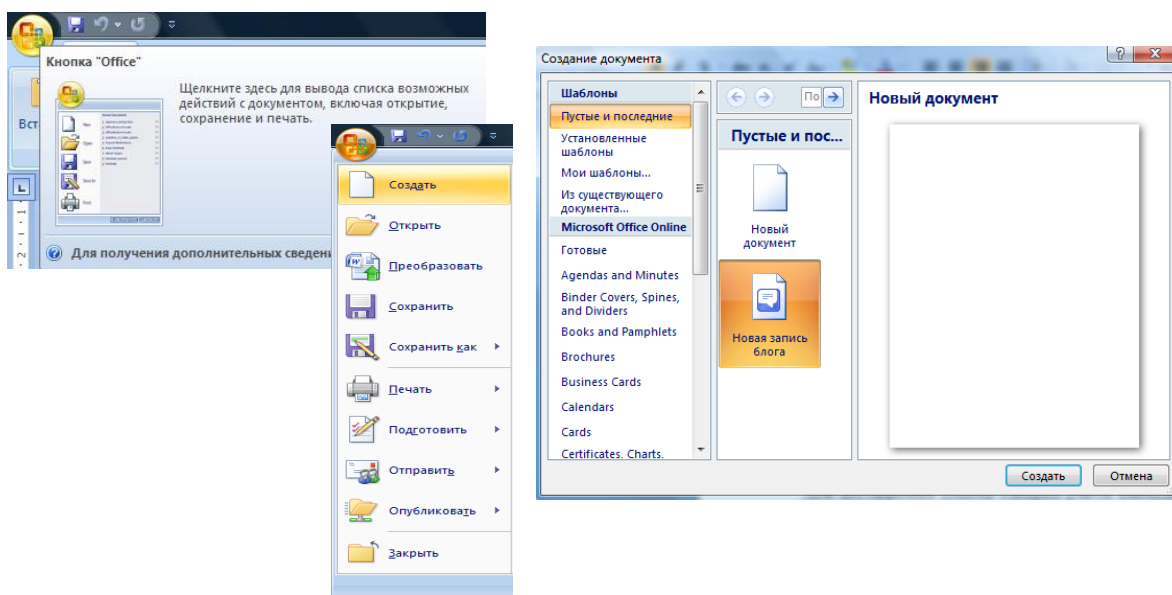 Кнопка "Office"
Щелкните здесь для вывода списка возможных
действий с документом, включая открытие,
сохранение и печать.
Вст
L
1
2
Для получения дополнительных сведен
Создать
Открыть
Преобразовать
Сохранить
Сохранить как
Печать
Подготовить
Отправить
Опубликовать
Закрыть
Создание документа
Шаблоны
Пустые и последние
Установленные
шаблоны
Мои шаблоны...
Из существующего
документа...
Microsoft Office Online
Готовые
Agendas and Minutes
Binder Covers, Spines,
and Dividers
Books and Pamphlets
Brochures
Business Cards
Calendars
Cards
Certificates. Charts.
По
Пустые и пос...
Новый
документ
Новая запись
блога
Новый документ
Создать
Отмена